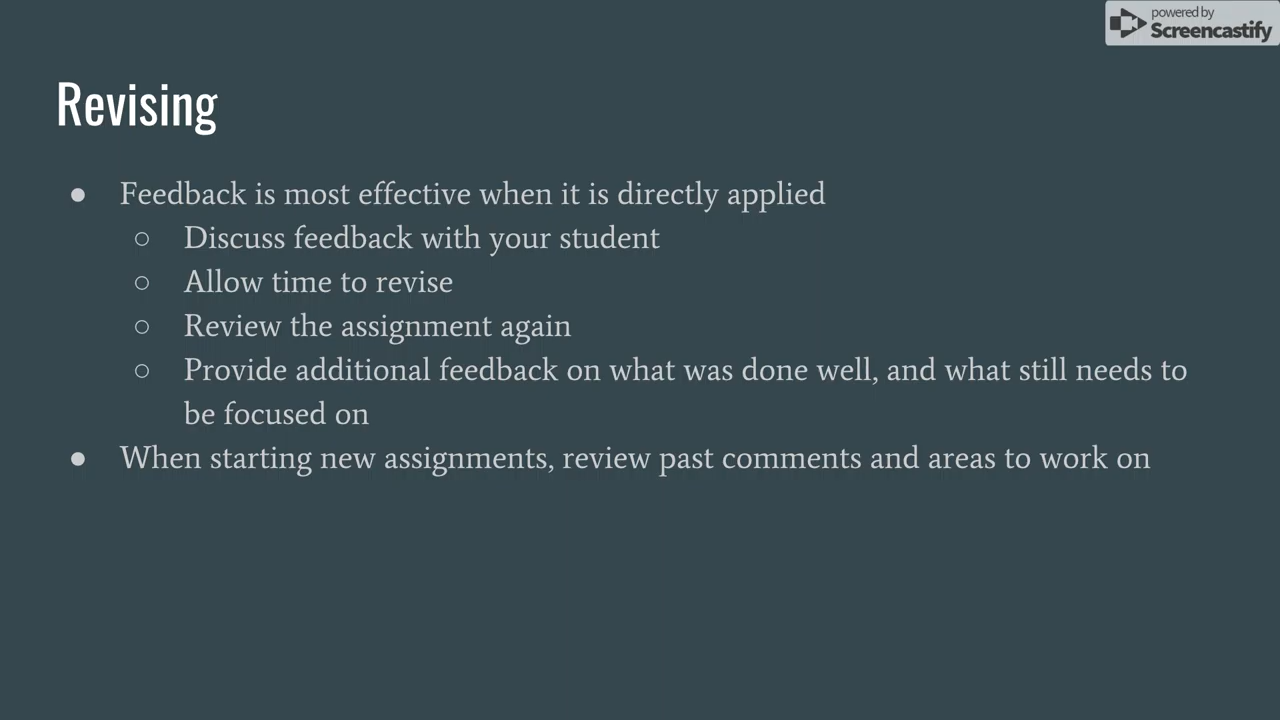 powered by
Screencastify
Revising
● Feedback is most effective when it is directly applied
○ Discuss feedback with your student
○ Allow time to revise
○ Review the assignment again
○ Provide additional feedback on what was done well, and what still needs to
be focused on
● When starting new assignments, review past comments and areas to work on